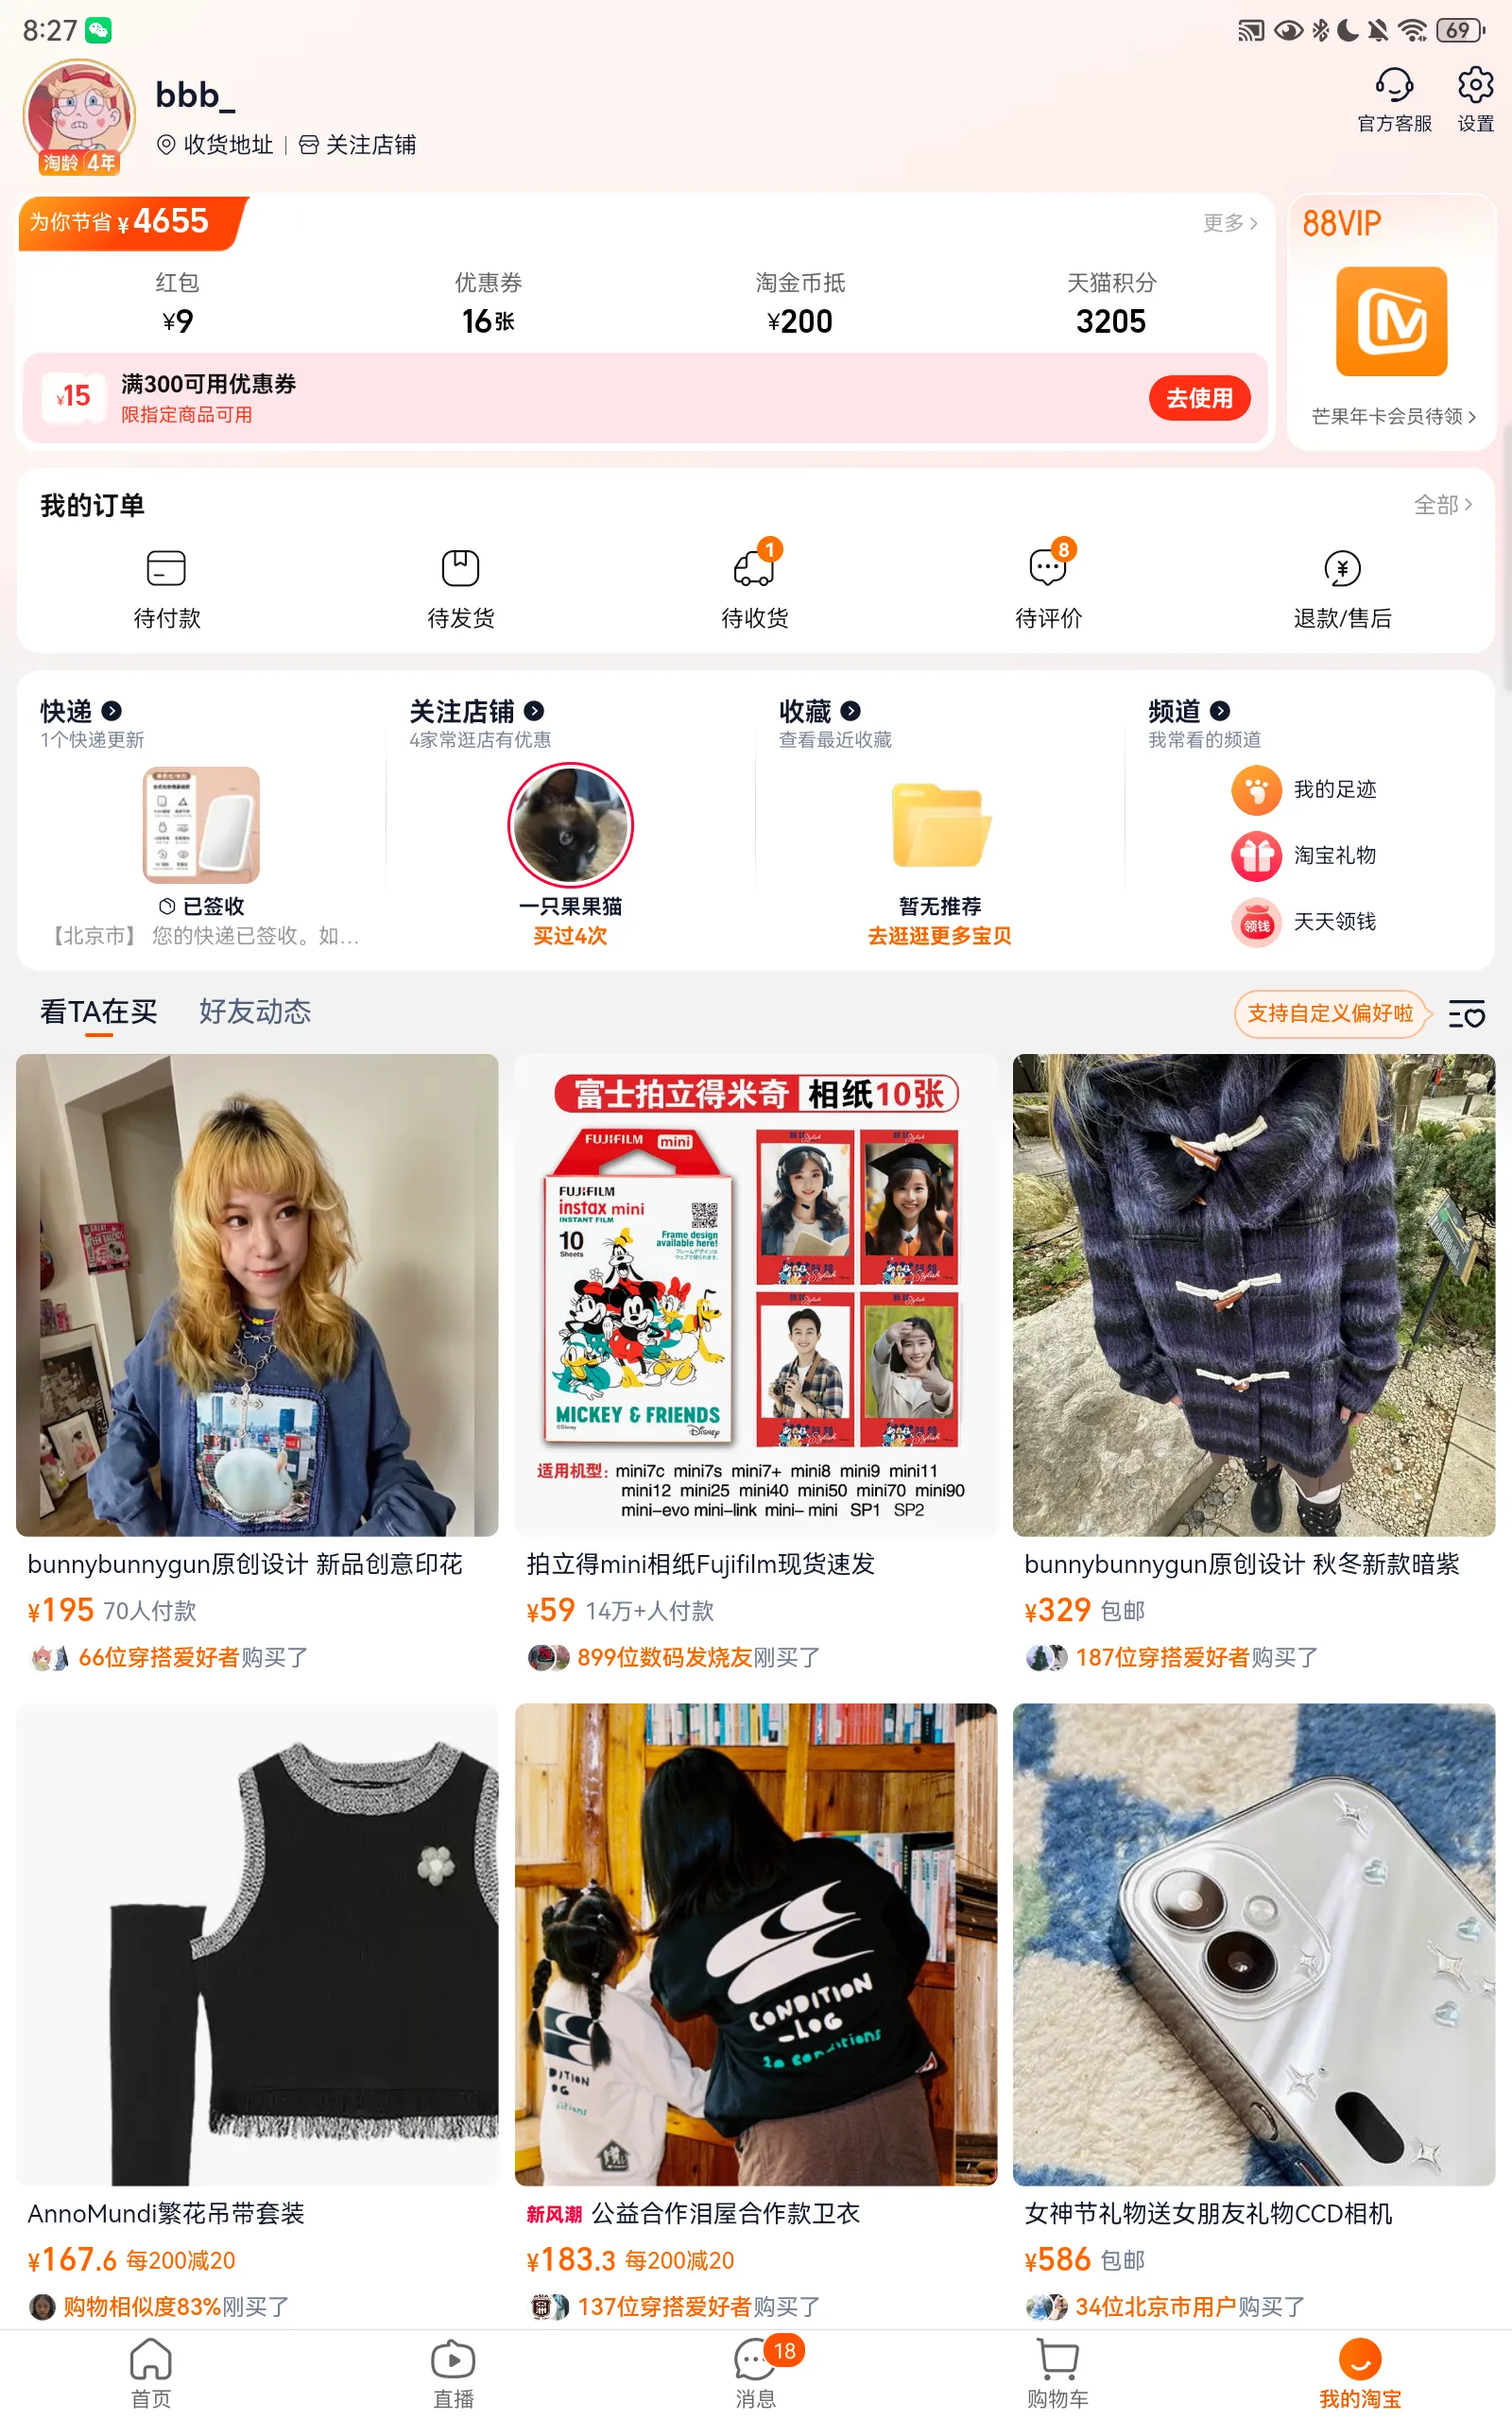 8:27
69
bbb_
收货地址 | 关注店铺
官方客服 设置
淘龄 4年
为你节省 ¥4655
更多
88VIP
红包 优惠券 淘金币抵 天猫积分
¥9 16张 ¥200 3205
¥15 满300可用优惠券
限指定商品可用
去使用
芒果年卡会员待领
我的订单
全部
1 8
待付款 待发货 待收货 待评价 退款/售后
快递 关注店铺 收藏 频道
1个快递更新 4家常逛店有优惠 查看最近收藏 我常看的频道
我的足迹
淘宝礼物
领钱 天天领钱
已签收 一只果果猫 暂无推荐
【北京市】 您的快递已签收。如... 买过4次 去逛逛更多宝贝
看TA在买 好友动态
支持自定义偏好啦
富士拍立得米奇 相纸10张
FUJIFILM mini
FUJIFILM
instax mini
INSTANT FILM
10
Sheets
Frame design
available here!
MICKEY & FRIENDS
Disney
适用机型: mini7c mini7s mini7+ mini8 mini9 mini11
mini12 mini25 mini40 mini50 mini70 mini90
mini-evo mini-link mini-mini SP1 SP2
bunnybunnygun原创设计 新品创意印花
¥195 70人付款
66位穿搭爱好者购买了
拍立得mini相纸Fujifilm现货速发
¥59 14万+人付款
899位数码发烧友刚买了
bunnybunnygun原创设计 秋冬新款暗紫
¥329 包邮
187位穿搭爱好者购买了
CONDITION
-LOG
AnnoMundi繁花吊带套装
¥167.6 每200减20
购物相似度83%刚买了
新风潮 公益合作泪屋合作款卫衣
¥183.3 每200减20
137位穿搭爱好者购买了
女神节礼物送女朋友礼物CCD相机
¥586 包邮
34位北京市用户购买了
18
首页 直播 消息 购物车 我的淘宝